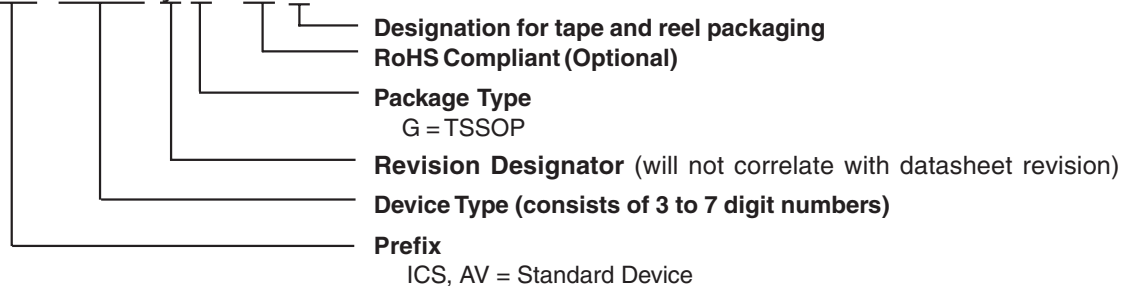 Designation for tape and reel packaging
RoHS Compliant (Optional)
Package Type
G = TSSOP
Revision Designator (will not correlate with datasheet revision)
Device Type (consists of 3 to 7 digit numbers)
Prefix
ICS, AV = Standard Device